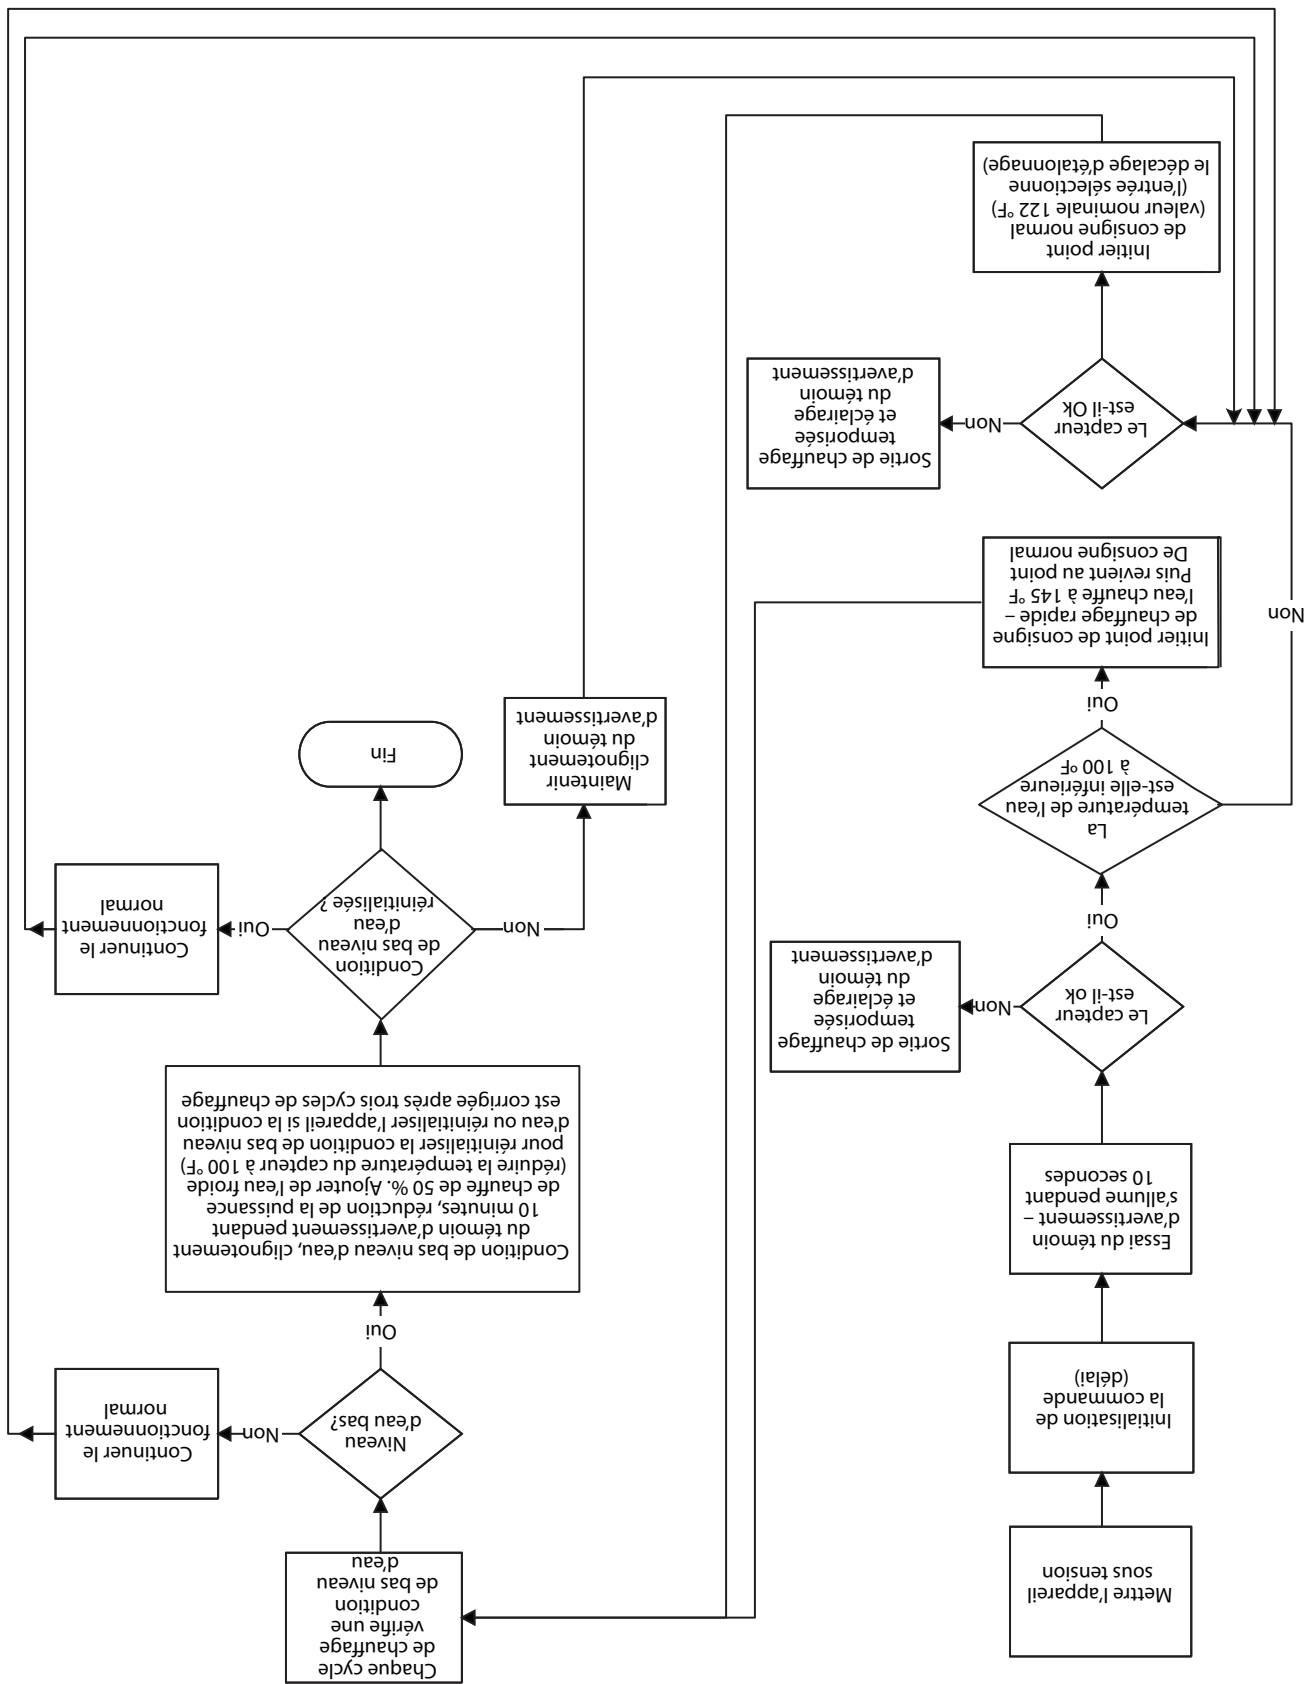 Mettre l'appareil
sous tension
Initialisation de
la commande
(délai)
Essai du témoin
d'avertissement –
s'allume pendant
10 secondes
Le capteur
est-il ok
Non
Sortie de chauffage
temporisée
et éclairage
du témoin
d'avertissement
Oui
La
température de l'eau
est-elle inférieure
à 100 °F
Oui
Non
Initier point de consigne
de chauffage rapide –
l'eau chauffe à 145 °F
Puis revient au point
De consigne normal
Le capteur
est-il Ok
Non
Sortie de chauffage
temporisée
et éclairage
du témoin
d'avertissement
Initier point
de consigne normal
(valeur nominale 122 °F)
(l'entrée sélectionne
le décalage d'étalonnage)
Chaque cycle
de chauffage
vérifie une
condition
de bas niveau
d'eau
Niveau
d'eau bas?
Non
Continuer le
fonctionnement
normal
Oui
Condition de bas niveau d'eau, clignotement
du témoin d'avertissement pendant
10 minutes, réduction de la puissance
de chauffe de 50 %. Ajouter de l'eau froide
(réduire la température du capteur à 100 °F)
pour réinitialiser la condition de bas niveau
d'eau ou réinitialiser l'appareil si la condition
est corrigée après trois cycles de chauffage
Condition
de bas niveau
d'eau
réinitialisée ?
Non
Oui
Continuer le
fonctionnement
normal
Maintenir
clignotement
du témoin
d'avertissement
Fin